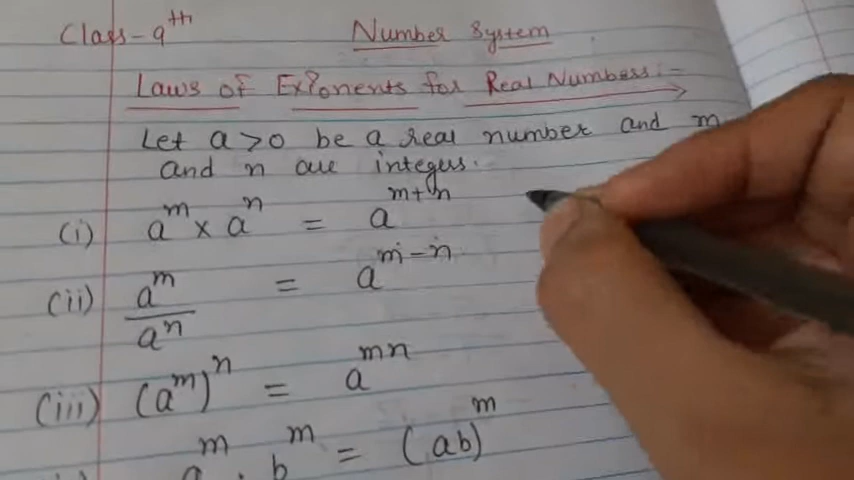 Class-9th Number System
Laws of Exponents for Real Numbers:-
Let a>0 be a real number and m
and n are integers.
(i) a^m × a^n = a^(m+n)
(ii) a^m / a^n = a^(m-n)
(iii) (a^m)^n = a^(mn)
a^m . b^m = (ab)^m